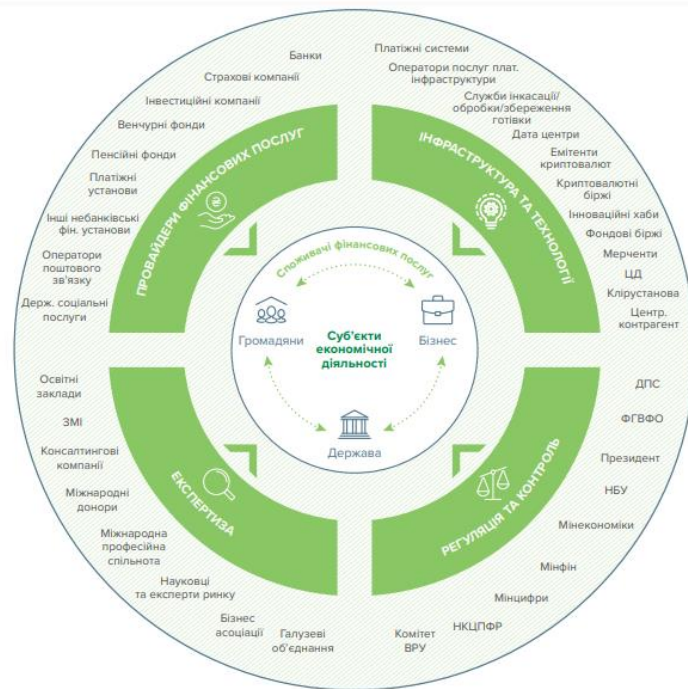 Банки
Страхові компанії
Інвестиційні компанії
Венчурні фонди
Пенсійні фонди
Платіжні
установи
Інші небанківські
фін. установи
Оператори
поштового
зв'язку
Держ. соціальні
послуги
ПРОВАЙДЕРИ ФІНАНСОВИХ ПОСЛУГ
Платіжні системи
Оператори послуг плат.
інфраструктури
Служби інкасації/
обробки/збереження
готівки
Дата центри
Емітенти
криптовалют
Криптовалютні
біржі
Інноваційні хаби
Фондові біржі
Мерченти
ЦД
Клірустанова
Центр.
контрагент
ІНФРАСТРУКТУРА ТА ТЕХНОЛОГІЇ
Споживачі фінансових послуг
Громадяни
Суб'єкти
економічної
діяльності
Бізнес
Держава
Освітні
заклади
ЗМІ
Консалтингові
компанії
Міжнародні
донори
Міжнародна
професійна
спільнота
Науковці
та експерти ринку
Бізнес
асоціації
Галузеві
об'єднання
ЕКСПЕРТИЗА
ДПС
ФГВФО
Президент
НБУ
Мінекономіки
Мінфін
Мінцифри
НКЦПФР
Комітет
ВРУ
РЕГУЛЯЦІЯ ТА КОНТРОЛЬ